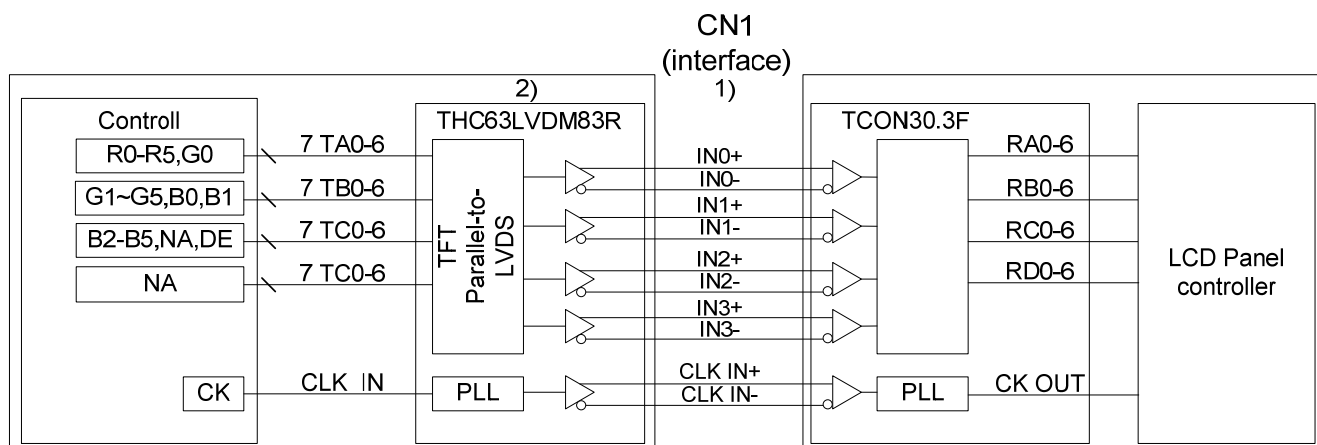 CN1
(interface)
2)
1)
Controll
THC63LVDM83R
TCON30.3F
R0-R5,G0
7 TA0-6
IN0+
IN0-
RA0-6
G1~G5,B0,B1
7 TB0-6
IN1+
IN1-
RB0-6
B2-B5,NA,DE
7 TC0-6
IN2+
IN2-
RC0-6
NA
7 TC0-6
IN3+
IN3-
RD0-6
TFT
Parallel-to-
LVDS
LCD Panel
controller
CK
CLK IN
PLL
CLK IN+
CLK IN-
PLL
CK OUT